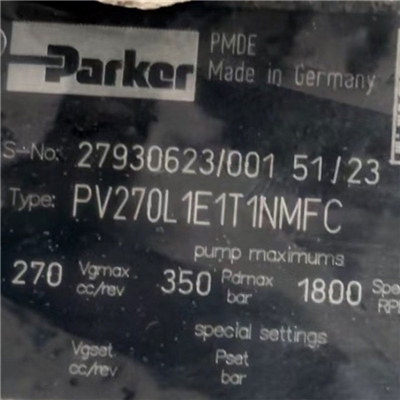 Parker
PMDE
Made in Germany
S-No: 27930623/001 51/23
Type: PV270L1E1T1NMFC
pump maximums
270 Vgmax cc/rev 350 Pdmax bar 1800
special settings
Vgset Pset
cc/rev bar